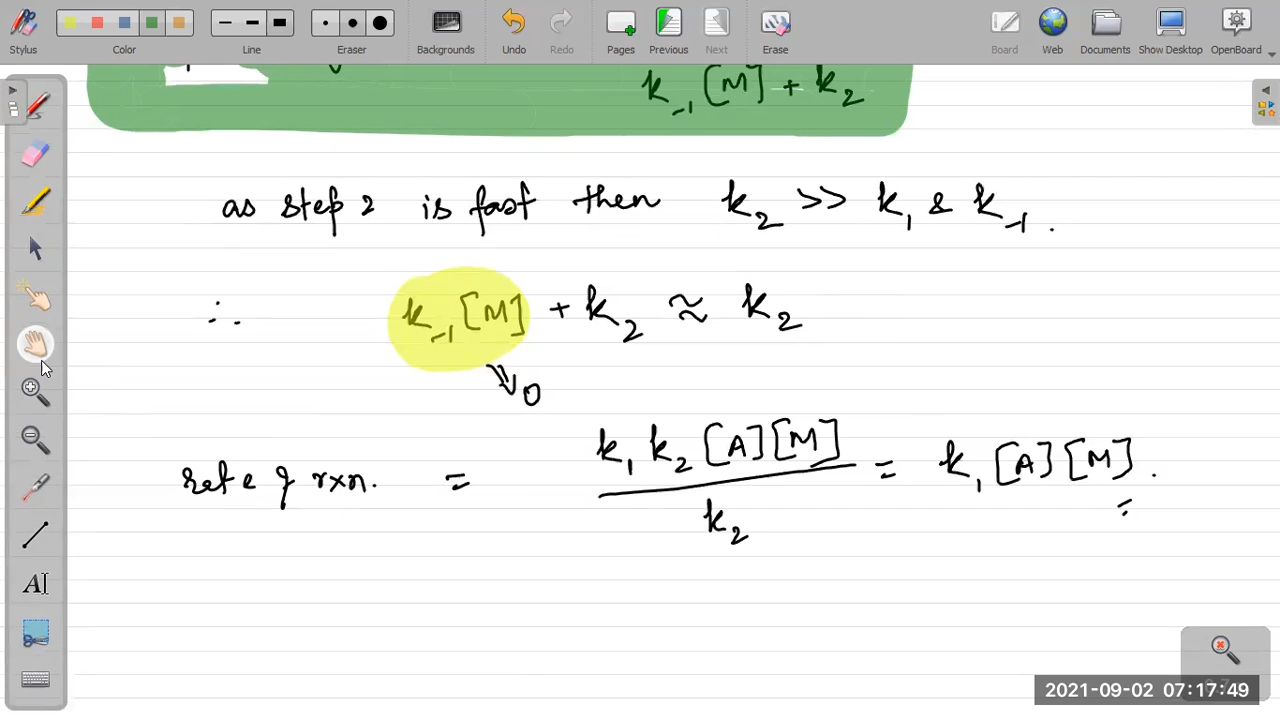 Stylus Color Line Eraser Backgrounds Undo Redo Pages Previous Next Erase Board Web Documents Show Desktop OpenBoard
k₋₁[M] + k₂
as step 2 is fast then k₂ >> k₁ & k₋₁.
∴ k₋₁[M] + k₂ ≈ k₂
0
rate of rxn. = k₁ k₂ [A][M] / k₂ = k₁ [A][M].
2021-09-02 07:17:49